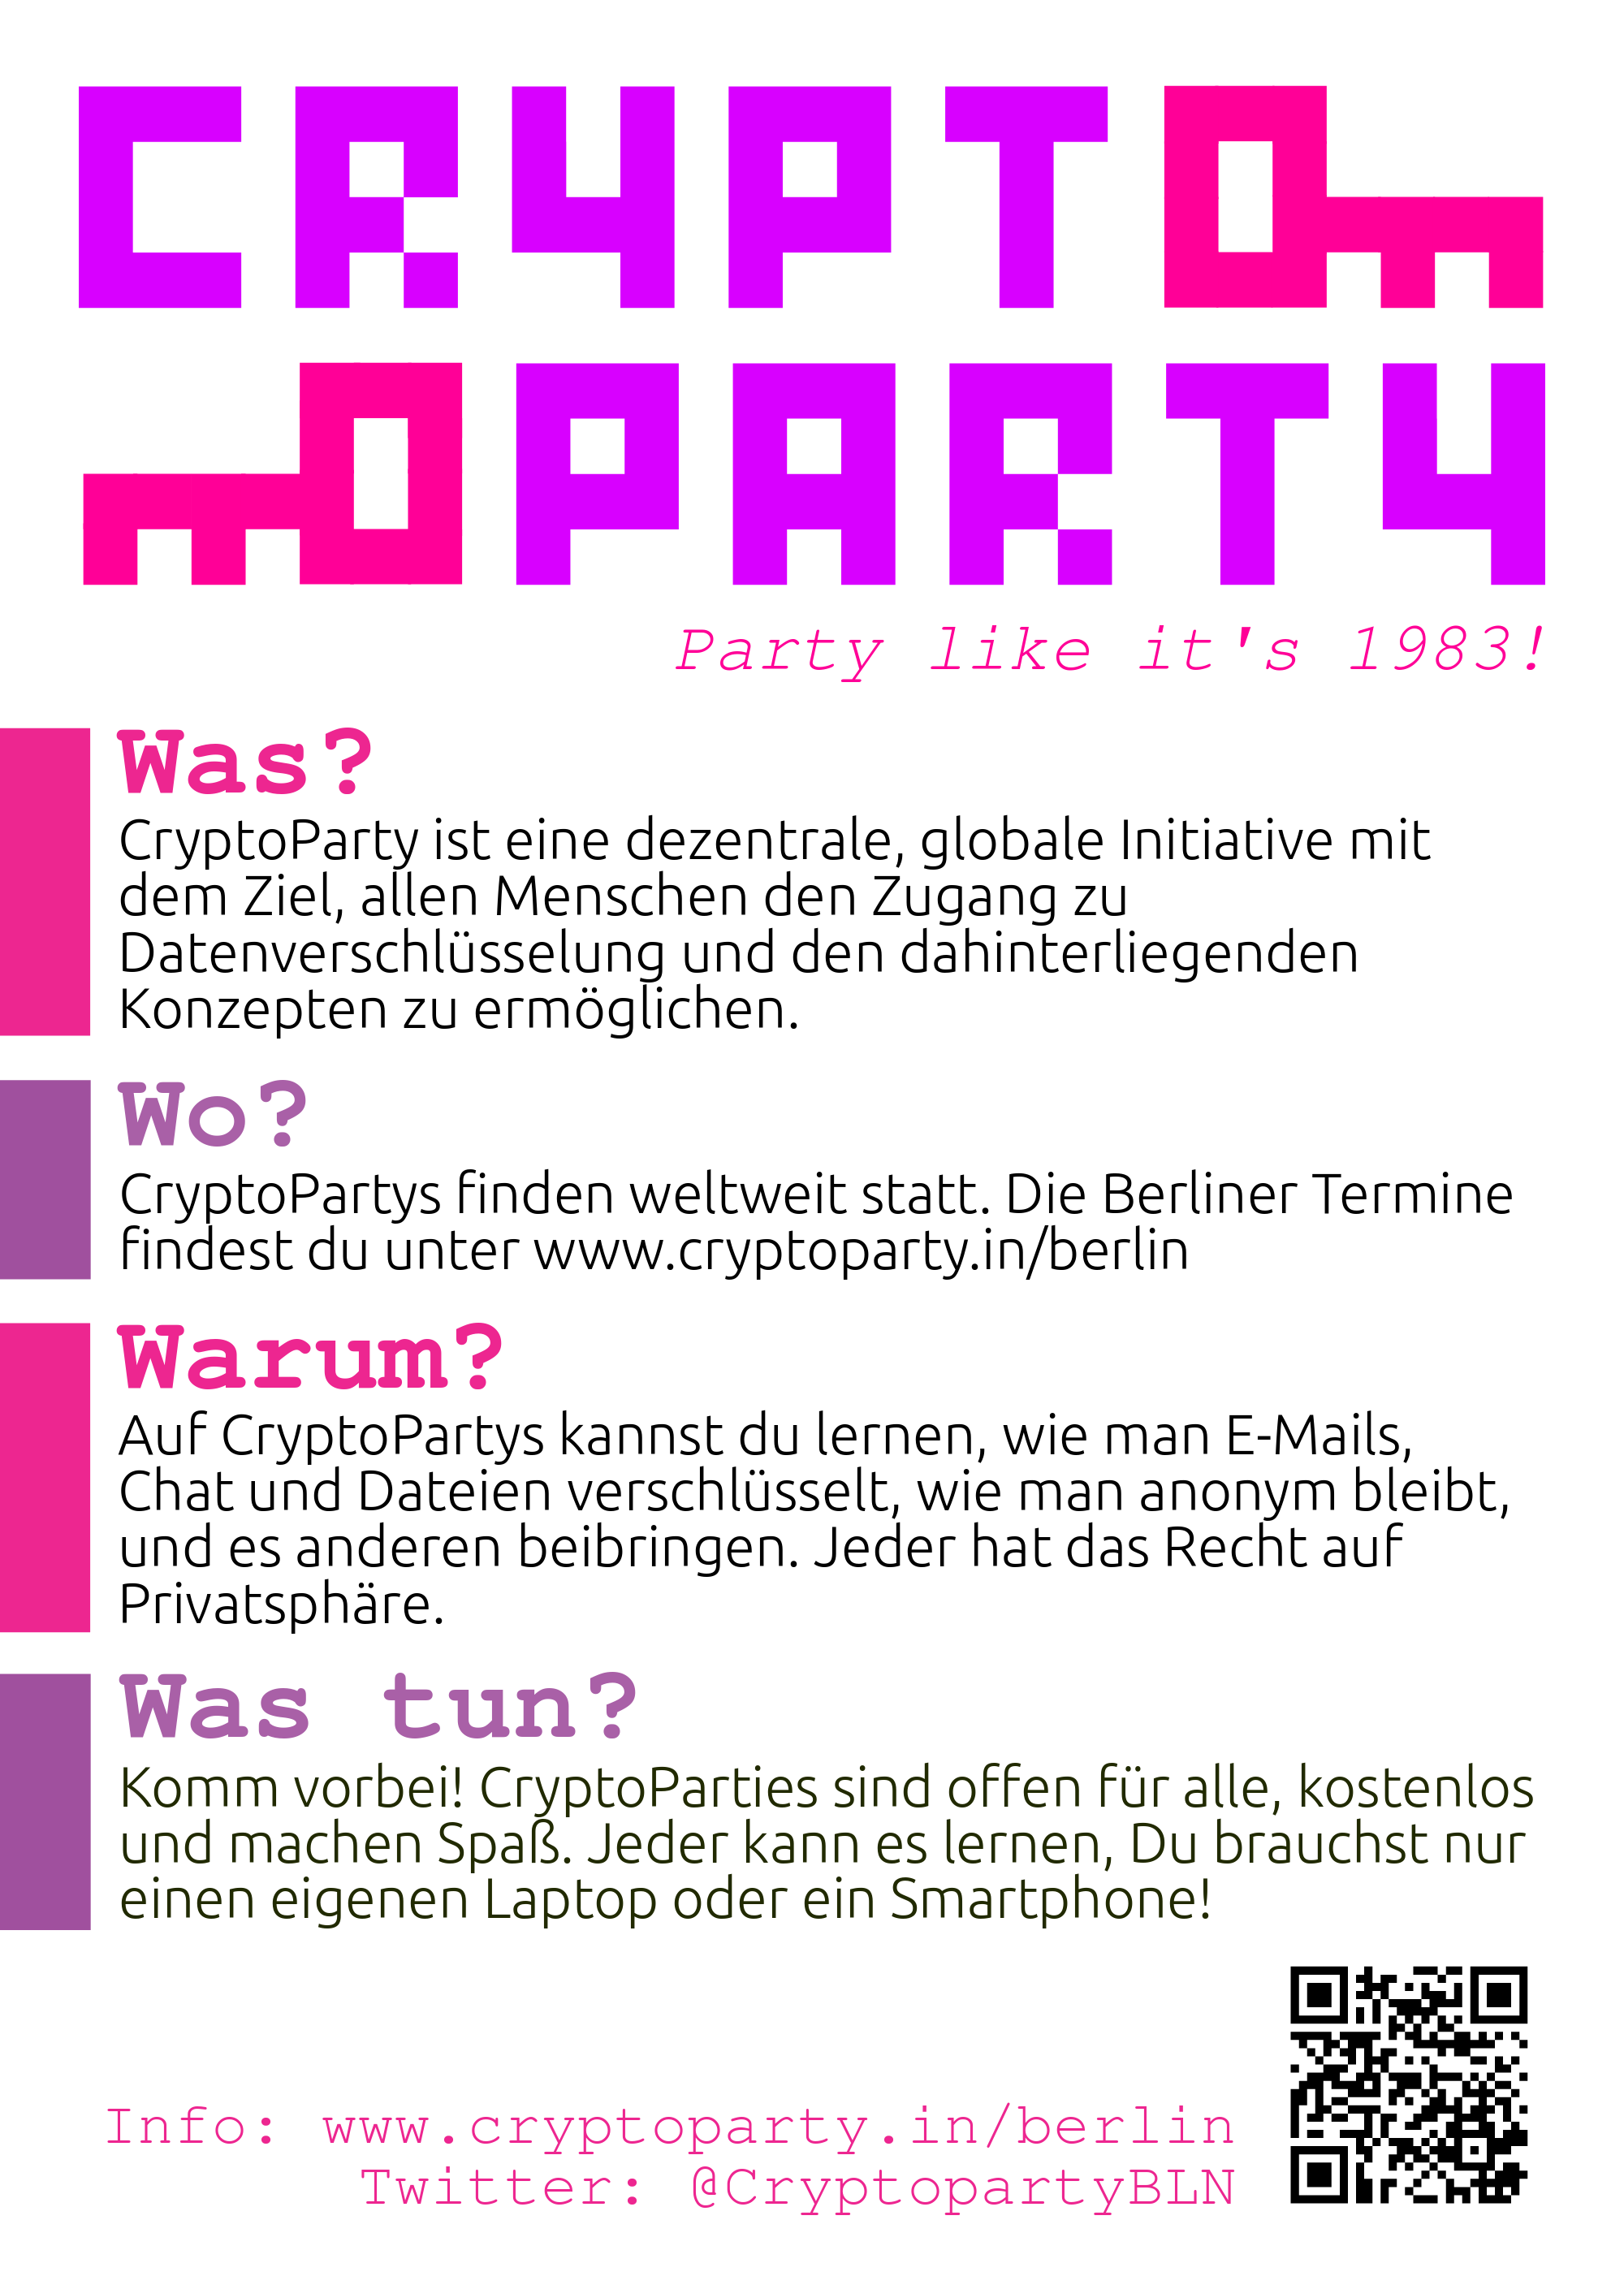 CRYPTO
PARTY
Party like it's 1983!
Was?
CryptoParty ist eine dezentrale, globale Initiative mit
dem Ziel, allen Menschen den Zugang zu
Datenverschlüsselung und den dahinterliegenden
Konzepten zu ermöglichen.
Wo?
CryptoPartys finden weltweit statt. Die Berliner Termine
findest du unter www.cryptoparty.in/berlin
Warum?
Auf CryptoPartys kannst du lernen, wie man E-Mails,
Chat und Dateien verschlüsselt, wie man anonym bleibt,
und es anderen beibringen. Jeder hat das Recht auf
Privatsphäre.
Was tun?
Komm vorbei! CryptoParties sind offen für alle, kostenlos
und machen Spaß. Jeder kann es lernen, Du brauchst nur
einen eigenen Laptop oder ein Smartphone!
Info: www.cryptoparty.in/berlin
Twitter: @CryptopartyBLN